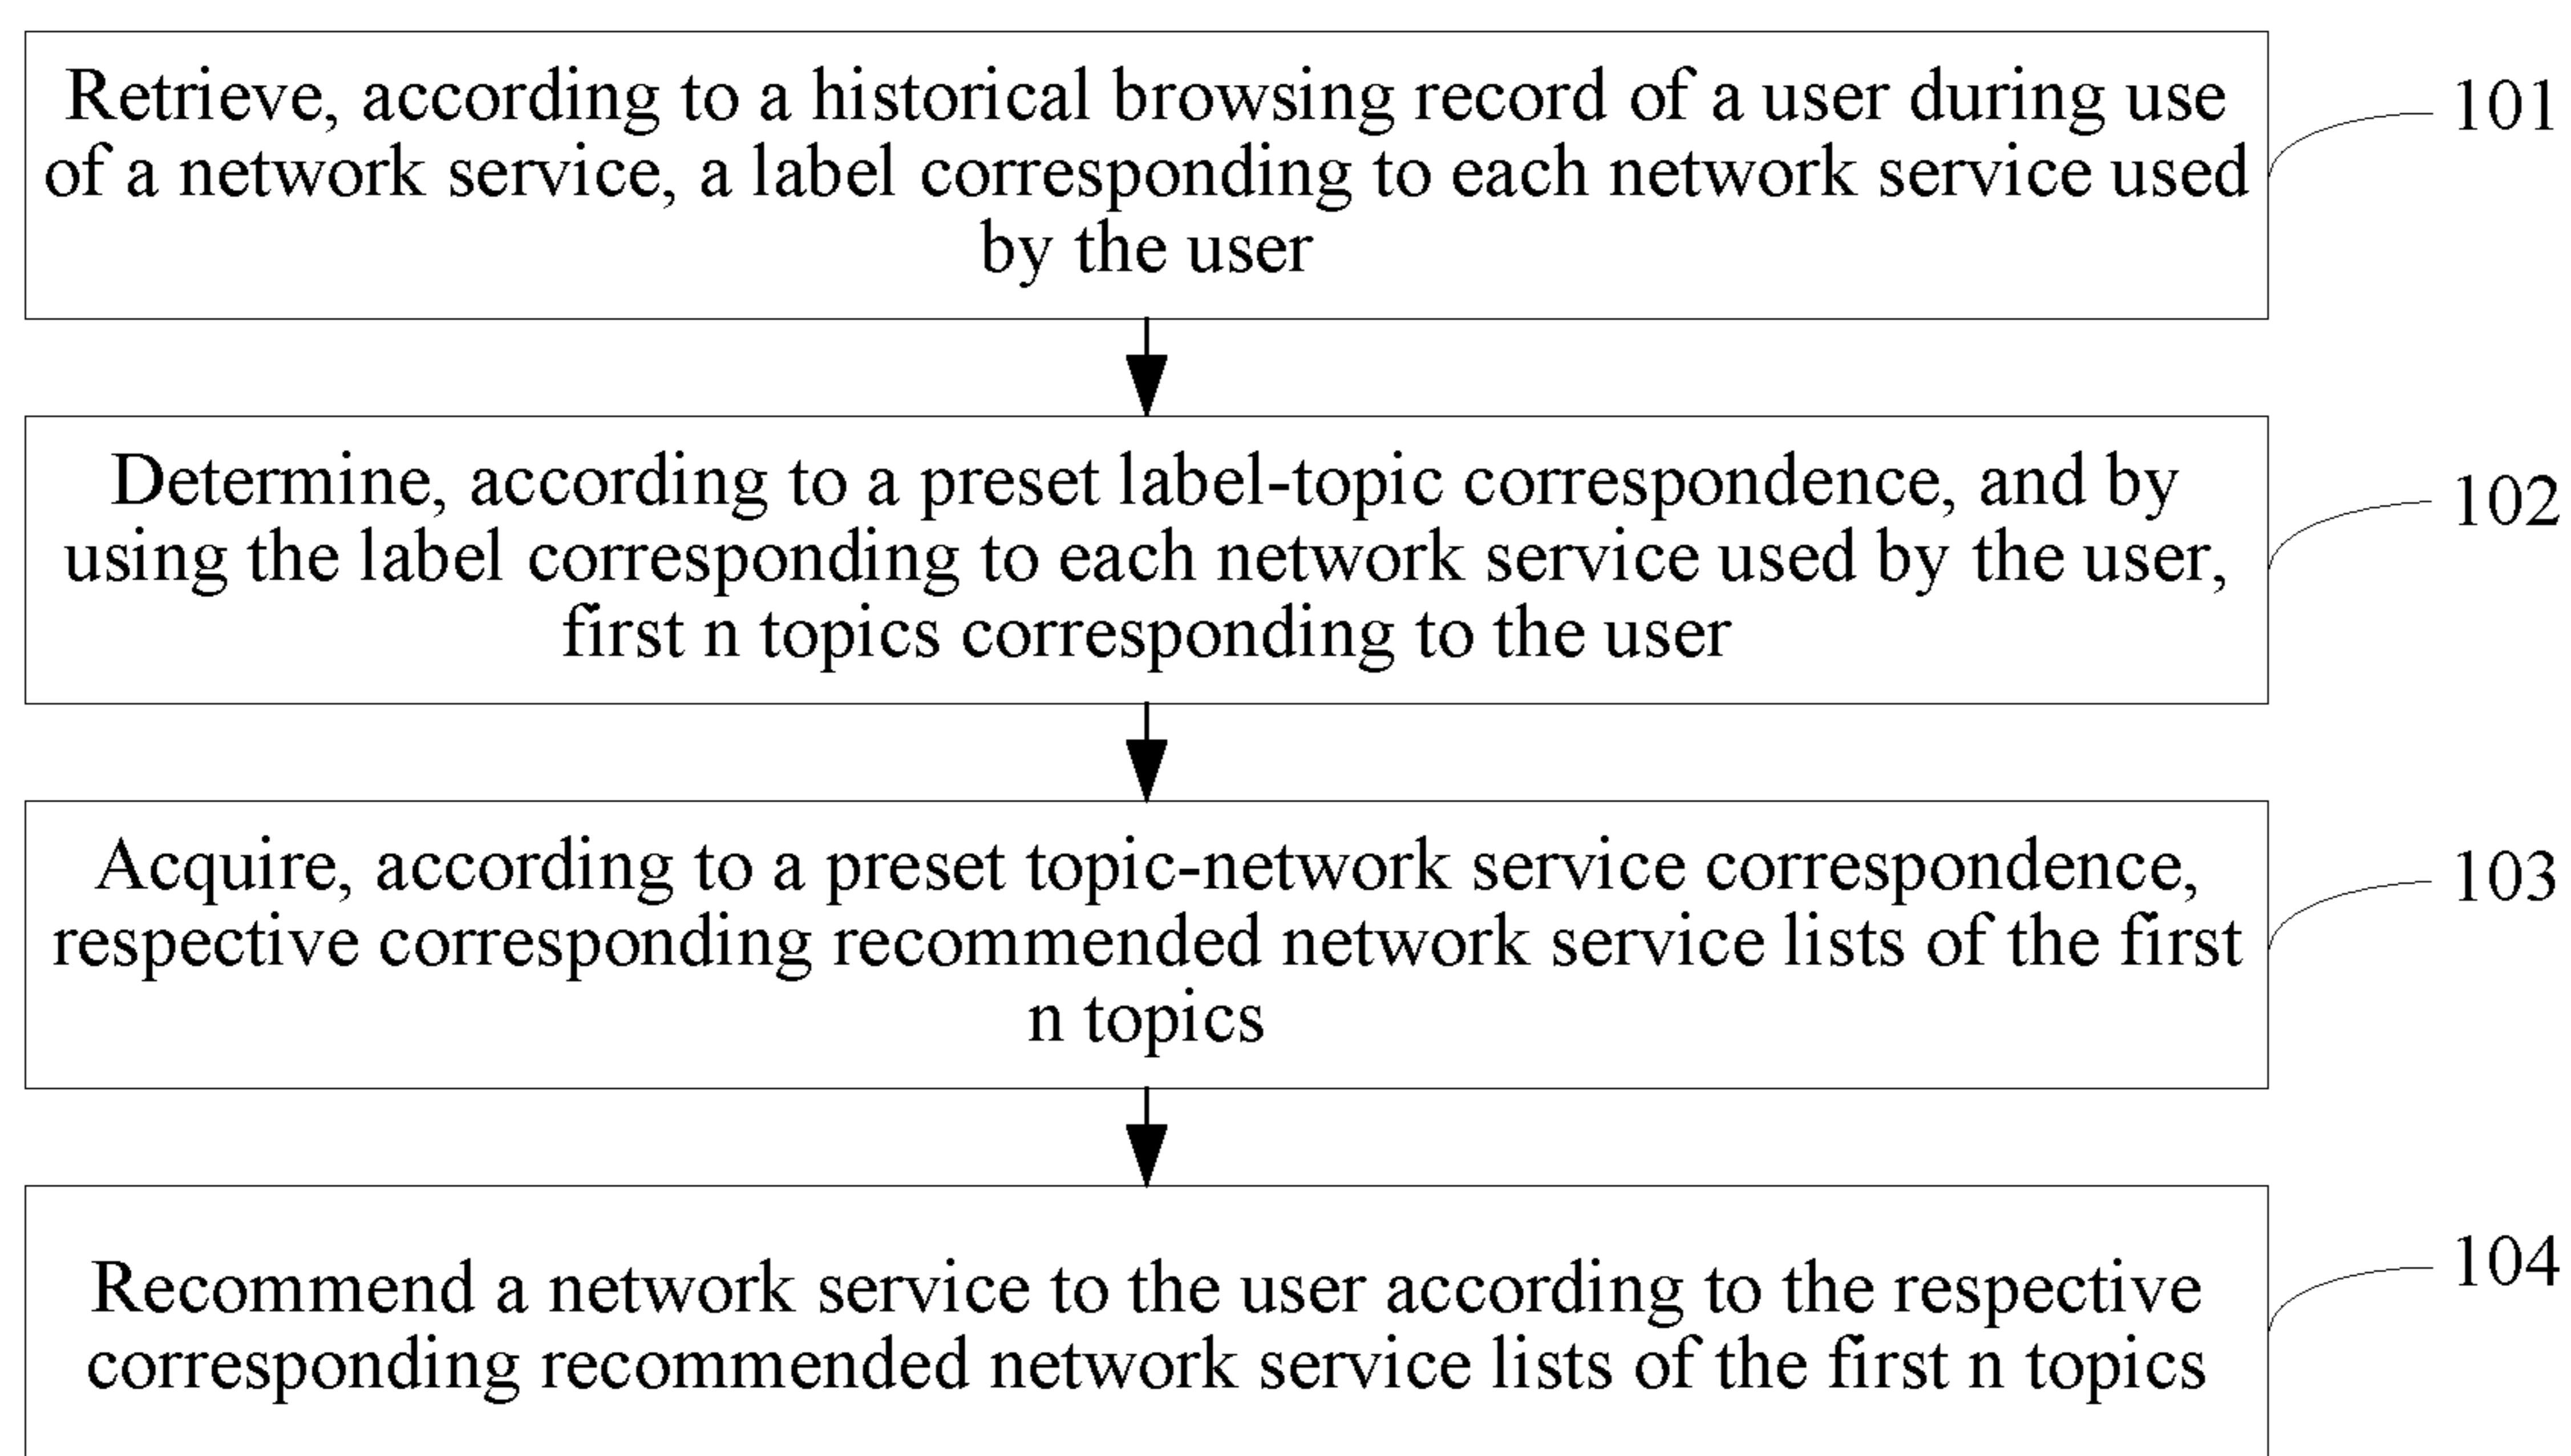 Retrieve, according to a historical browsing record of a user during use
of a network service, a label corresponding to each network service used
by the user
101
Determine, according to a preset label-topic correspondence, and by
using the label corresponding to each network service used by the user,
first n topics corresponding to the user
102
Acquire, according to a preset topic-network service correspondence,
respective corresponding recommended network service lists of the first
n topics
103
Recommend a network service to the user according to the respective
corresponding recommended network service lists of the first n topics
104